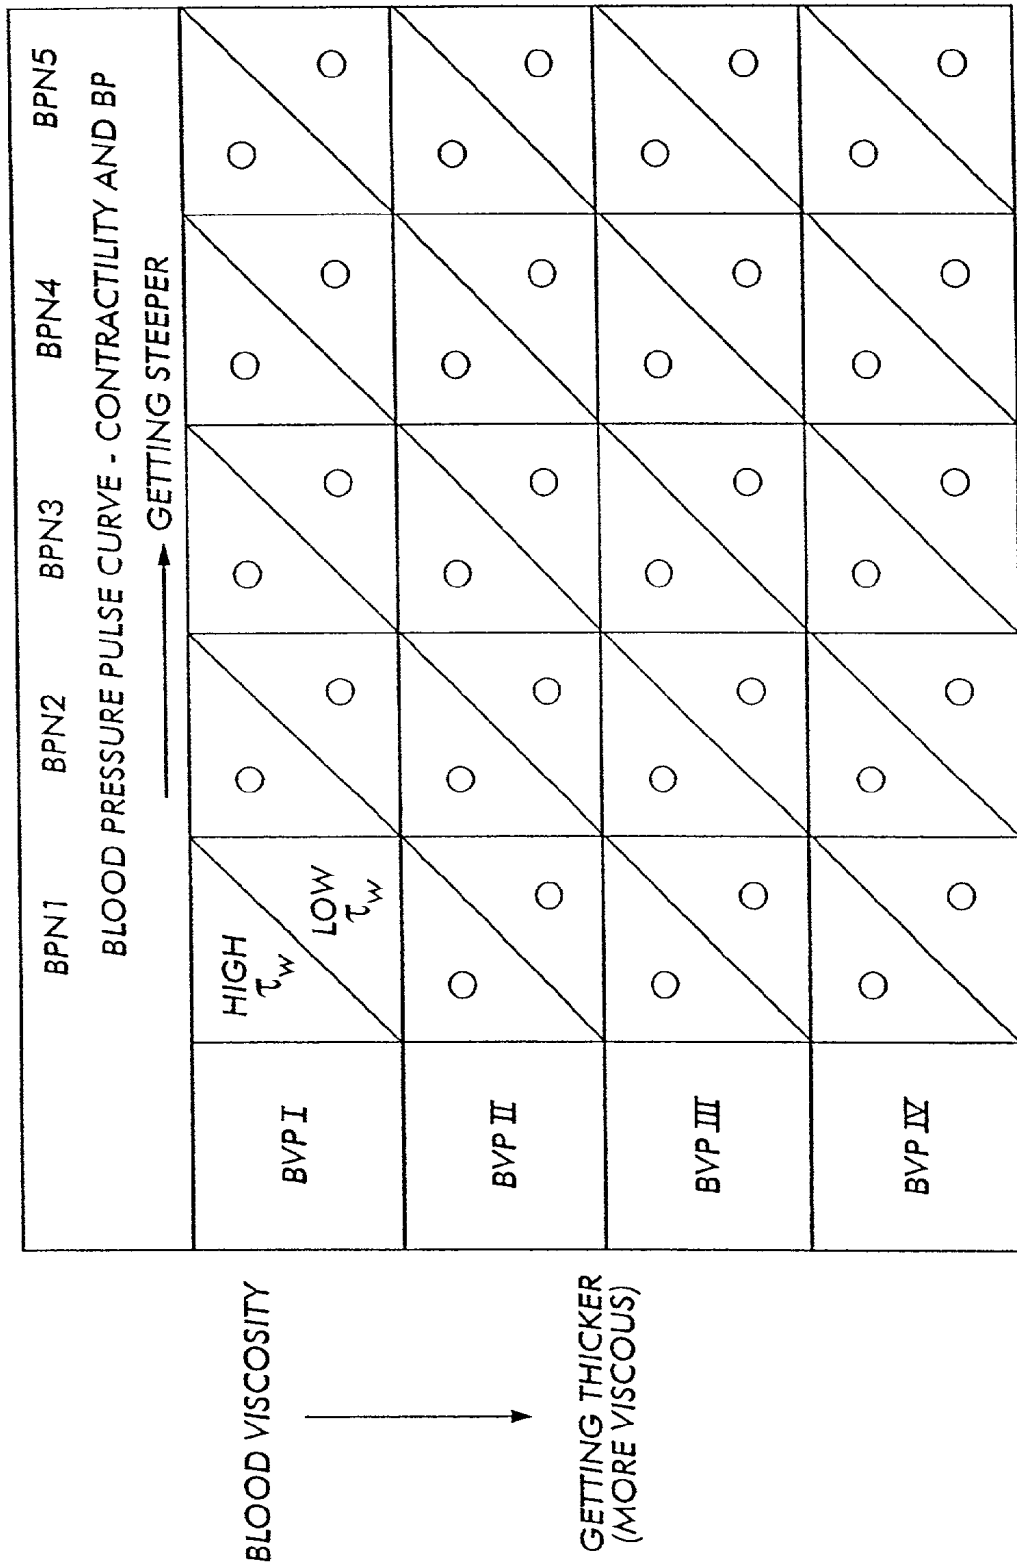 BPN1 BPN2 BPN3 BPN4 BPN5
BLOOD PRESSURE PULSE CURVE - CONTRACTILITY AND BP
GETTING STEEPER
BLOOD VISCOSITY
GETTING THICKER
(MORE VISCOUS)
BVP I
HIGH
τw
LOW
τw
BVP II
BVP III
BVP IV